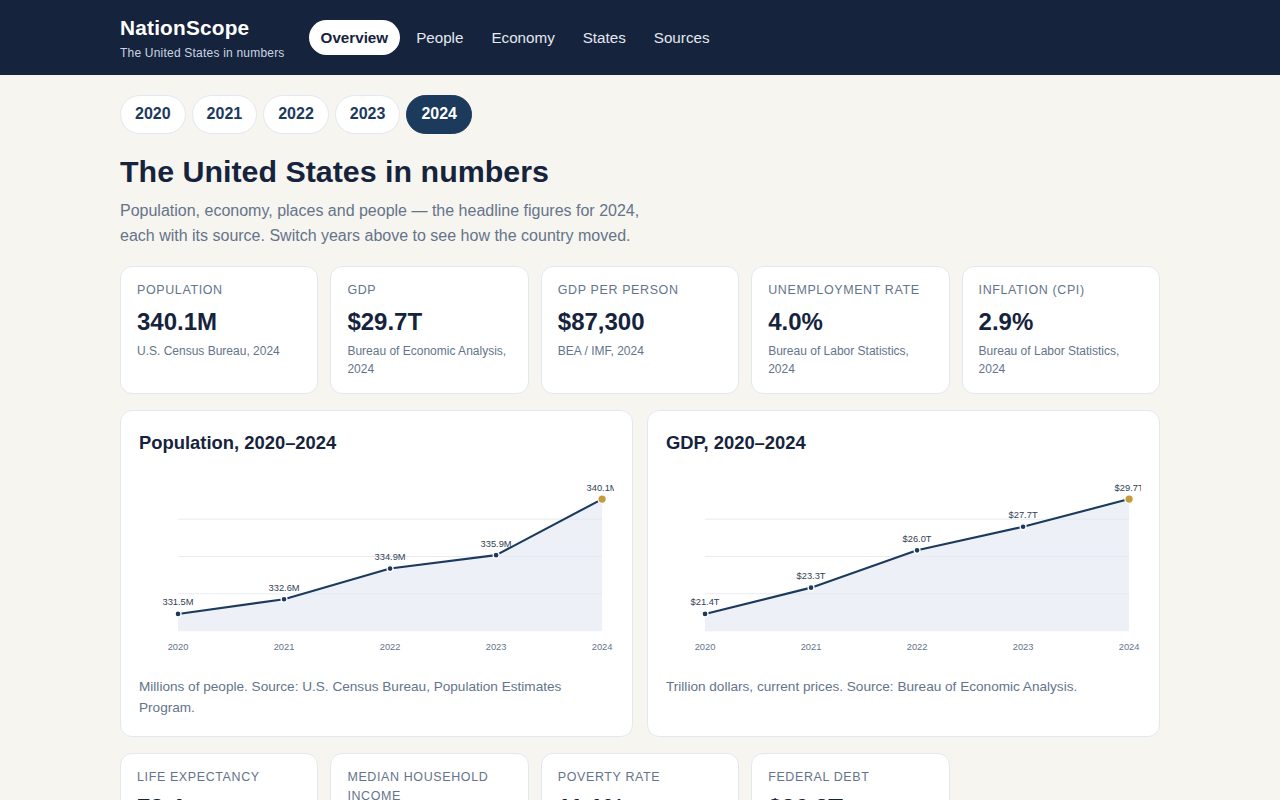 NationScope
The United States in numbers
Overview
People
Economy
States
Sources
2020
2021
2022
2023
2024
The United States in numbers
Population, economy, places and people — the headline figures for 2024,
each with its source. Switch years above to see how the country moved.
POPULATION
340.1M
U.S. Census Bureau, 2024
GDP
$29.7T
Bureau of Economic Analysis,
2024
GDP PER PERSON
$87,300
BEA / IMF, 2024
UNEMPLOYMENT RATE
4.0%
Bureau of Labor Statistics,
2024
INFLATION (CPI)
2.9%
Bureau of Labor Statistics,
2024
Population, 2020–2024
331.5M
332.6M
334.9M
335.9M
340.1M
2020
2021
2022
2023
2024
Millions of people. Source: U.S. Census Bureau, Population Estimates
Program.
GDP, 2020–2024
$21.4T
$23.3T
$26.0T
$27.7T
$29.7T
2020
2021
2022
2023
2024
Trillion dollars, current prices. Source: Bureau of Economic Analysis.
LIFE EXPECTANCY
MEDIAN HOUSEHOLD
INCOME
POVERTY RATE
FEDERAL DEBT